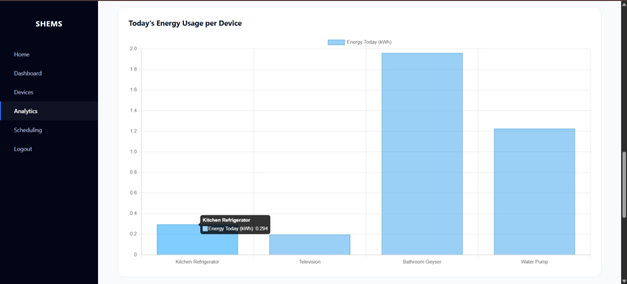 SHEMS
Home
Dashboard
Devices
Analytics
Scheduling
Logout
Today's Energy Usage per Device
Energy Today (kWh)
2.0
1.8
1.6
1.4
1.2
1.0
0.8
0.6
0.4
0.2
0
Kitchen Refrigerator
Energy Today (kWh): 0.294
Kitchen Refrigerator
Television
Bathroom Geyser
Water Pump